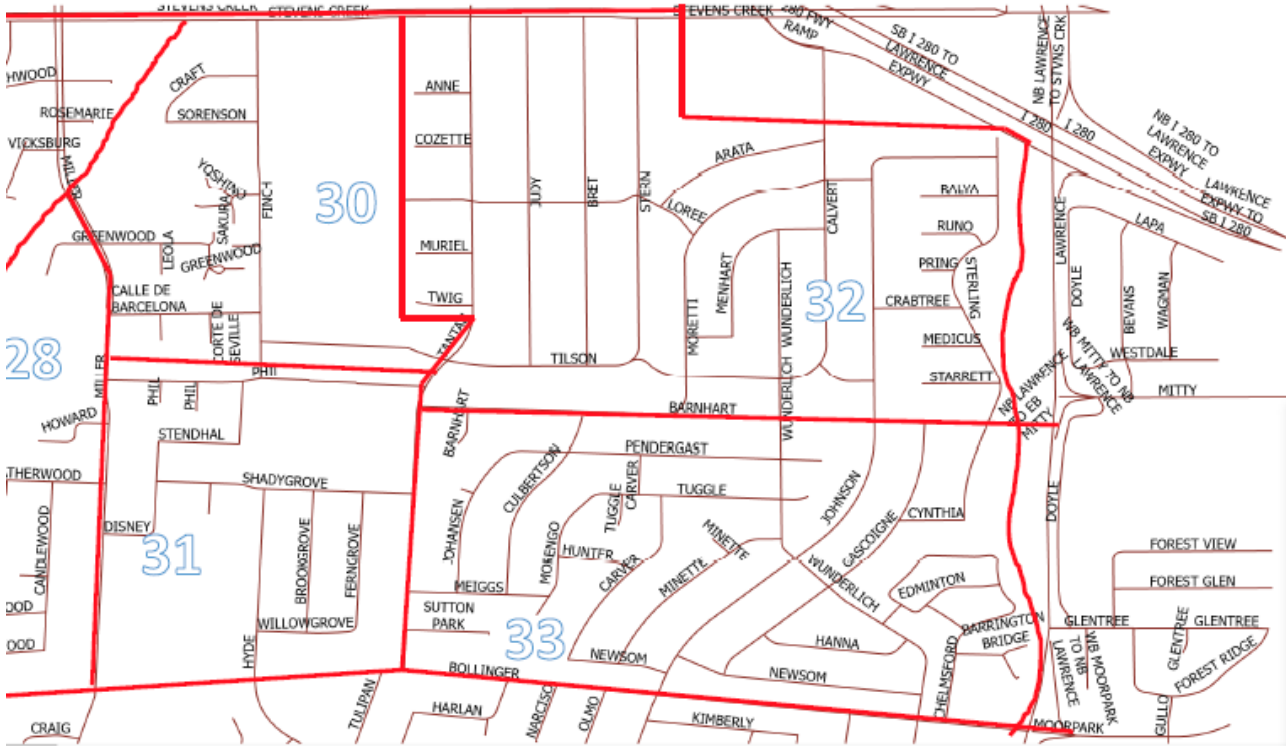 STEVENS CREEK
STEVENS CREEK
STEVENS CREEK
280 FWY
RAMP
SB I 280 TO
LAWRENCE
EXPWY
NB LAWRENCE
TO STVNS CRK
HWOOD
CRAFT
ANNE
ROSEMARIE
SORENSON
I 280
I 280
NB I 280 TO
LAWRENCE
EXPWY
VICKSBURG
COZETTE
MILLER
YOSHINO
ARATA
LAWRENCE
EXPWY TO
SB I 280
SAKURA
FINCH
30
JUDY
BRET
STERN
LOREE
CALVERT
RALYA
GREENWOOD
LEOLA
GREENWOOD
MURIEL
RUNO
LAWRENCE
LAPA
PRING
STERLING
DOYLE
CALLE DE
BARCELONA
TWIG
MENHART
WUNDERLICH
32
CRABTREE
BEVANS
WAGMAN
CORTE DE
SEVILLE
TANTAU
MORETTI
MEDICUS
28
TILSON
WB MITTY TO NB
LAWRENCE
WESTDALE
MILLER
PHIL
PHIL
PHIL
STARRETT
MITTY
HOWARD
BARNHART
BARNHART
WUNDERLICH
NB LAWRENCE
TO EB
MITTY
STENDHAL
PENDERGAST
THERWOOD
SHADYGROVE
CULBERTSON
TUGGLE
CARVER
TUGGLE
JOHNSON
CANDLEWOOD
DISNEY
31
BROOKGROVE
FERNGROVE
JOHANSEN
MORENGO
HUNTER
CARVER
MINETTE
MINETTE
GASCOIGNE
CYNTHIA
DOYLE
FOREST VIEW
WUNDERLICH
EDMINTON
FOREST GLEN
MEIGGS
OOD
SUTTON
PARK
WILLOWGROVE
33
BARRINGTON
BRIDGE
GLENTREE
GLENTREE
GLENTREE
OOD
HYDE
HANNA
NEWSOM
NEWSOM
CHELMSFORD
WB MOORPARK
TO NB
LAWRENCE
FOREST RIDGE
BOLLINGER
TULIPAN
HARLAN
NARCISO
OLMO
KIMBERLY
MOORPARK
GULLO
CRAIG